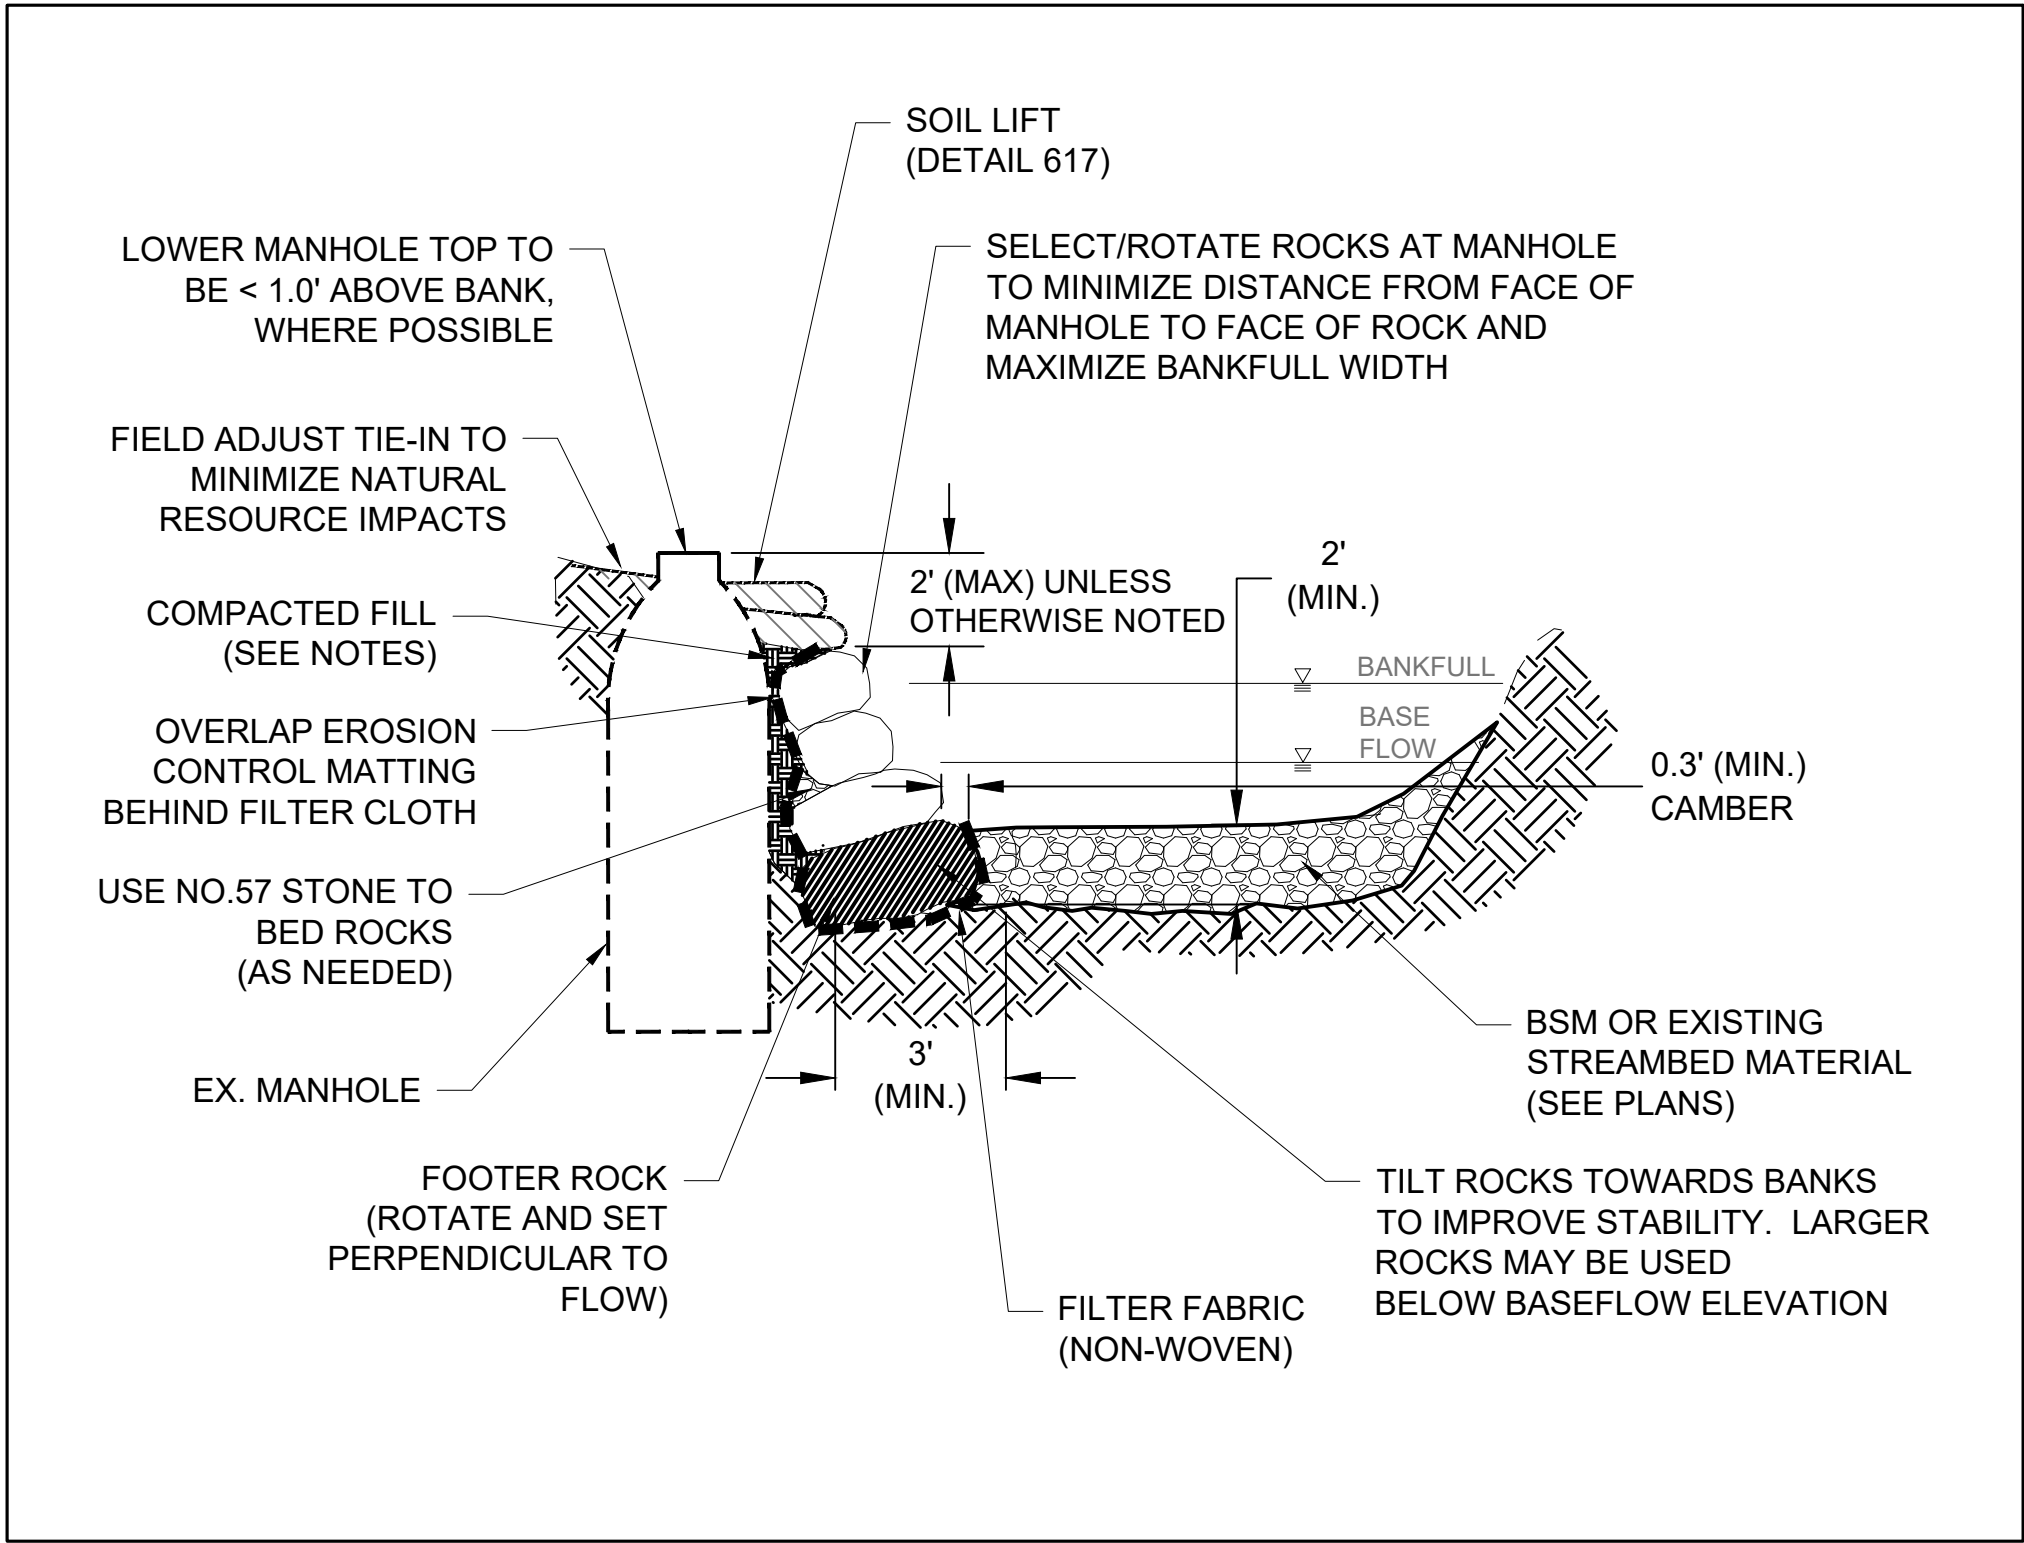 SOIL LIFT
(DETAIL 617)
LOWER MANHOLE TOP TO
BE < 1.0' ABOVE BANK,
WHERE POSSIBLE
SELECT/ROTATE ROCKS AT MANHOLE
TO MINIMIZE DISTANCE FROM FACE OF
MANHOLE TO FACE OF ROCK AND
MAXIMIZE BANKFULL WIDTH
FIELD ADJUST TIE-IN TO
MINIMIZE NATURAL
RESOURCE IMPACTS
2' (MAX) UNLESS
OTHERWISE NOTED
2'
(MIN.)
COMPACTED FILL
(SEE NOTES)
BANKFULL
BASE
FLOW
OVERLAP EROSION
CONTROL MATTING
BEHIND FILTER CLOTH
0.3' (MIN.)
CAMBER
USE NO.57 STONE TO
BED ROCKS
(AS NEEDED)
EX. MANHOLE
3'
(MIN.)
BSM OR EXISTING
STREAMBED MATERIAL
(SEE PLANS)
FOOTER ROCK
(ROTATE AND SET
PERPENDICULAR TO
FLOW)
TILT ROCKS TOWARDS BANKS
TO IMPROVE STABILITY.  LARGER
ROCKS MAY BE USED
BELOW BASEFLOW ELEVATION
FILTER FABRIC
(NON-WOVEN)